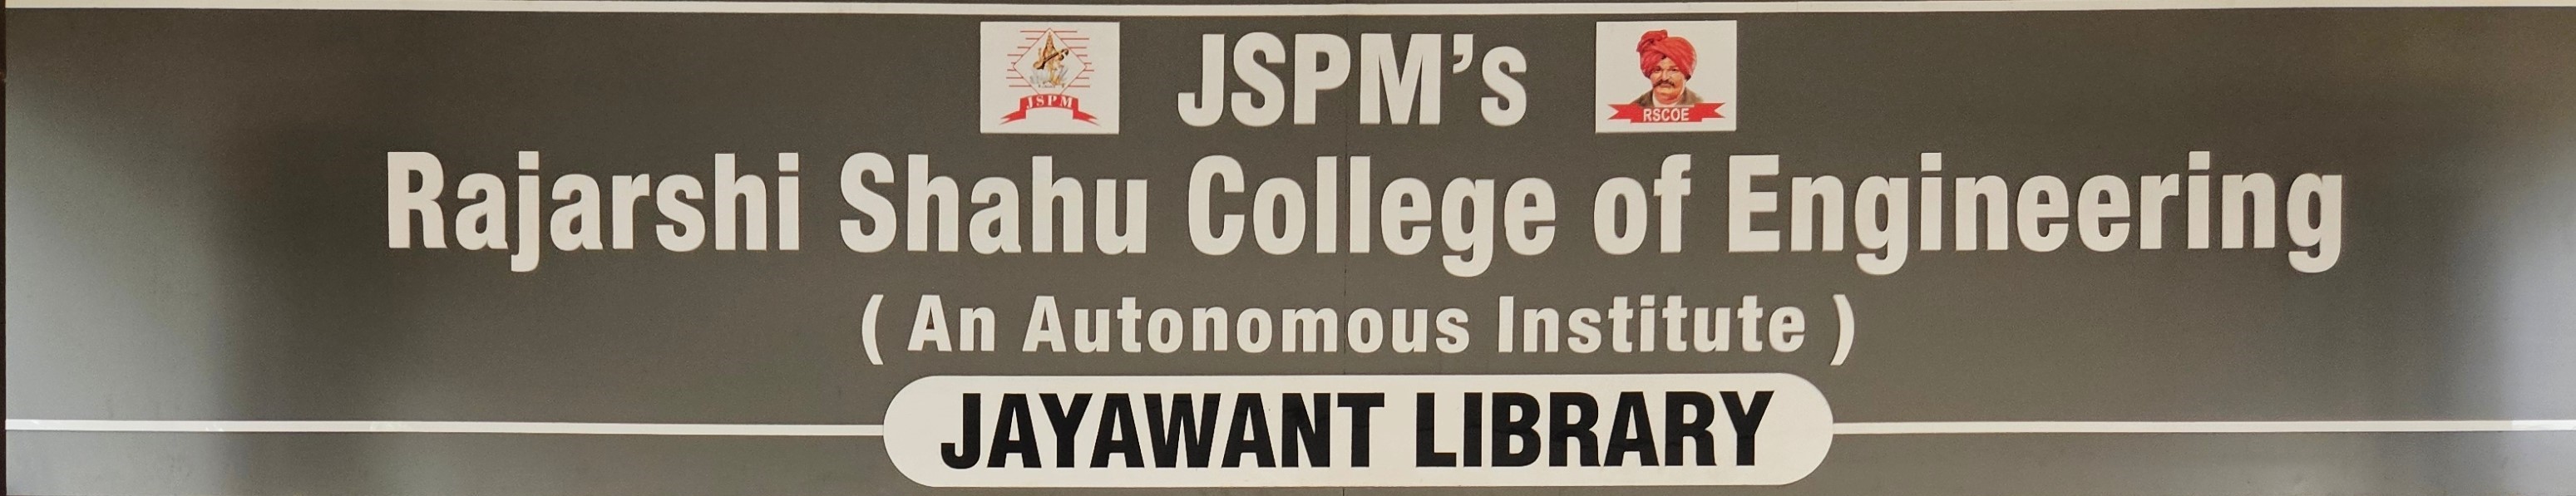 JSPM JSPM'S RSCOE
Rajarshi Shahu College of Engineering
( An Autonomous Institute )
JAYAWANT LIBRARY